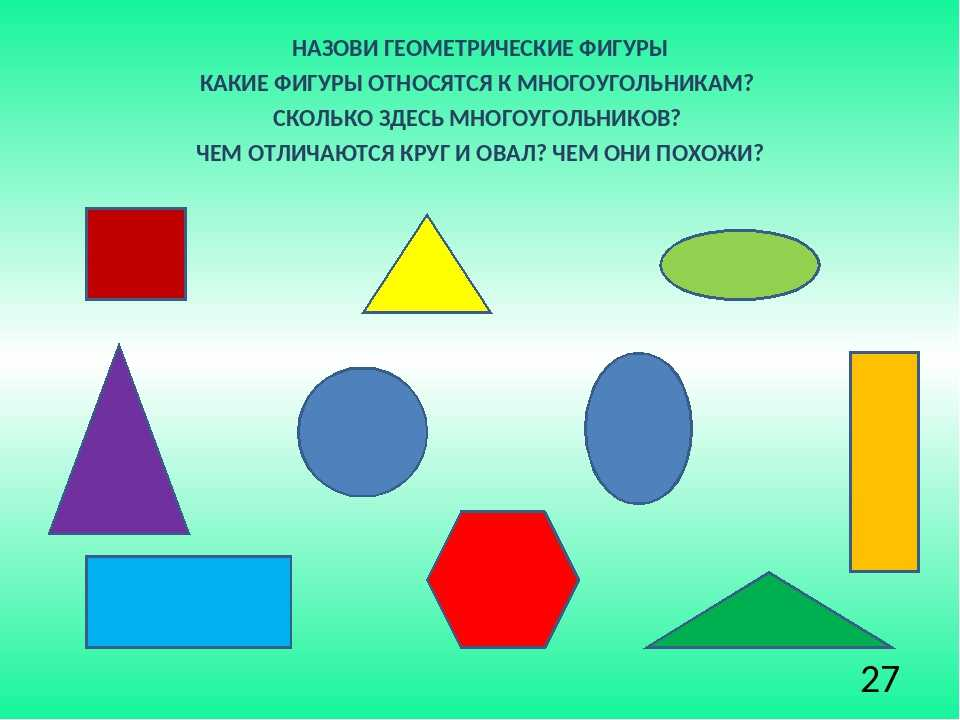 НАЗОВИ ГЕОМЕТРИЧЕСКИЕ ФИГУРЫ
КАКИЕ ФИГУРЫ ОТНОСЯТСЯ К МНОГОУГОЛЬНИКАМ?
СКОЛЬКО ЗДЕСЬ МНОГОУГОЛЬНИКОВ?
ЧЕМ ОТЛИЧАЮТСЯ КРУГ И ОВАЛ? ЧЕМ ОНИ ПОХОЖИ?
27